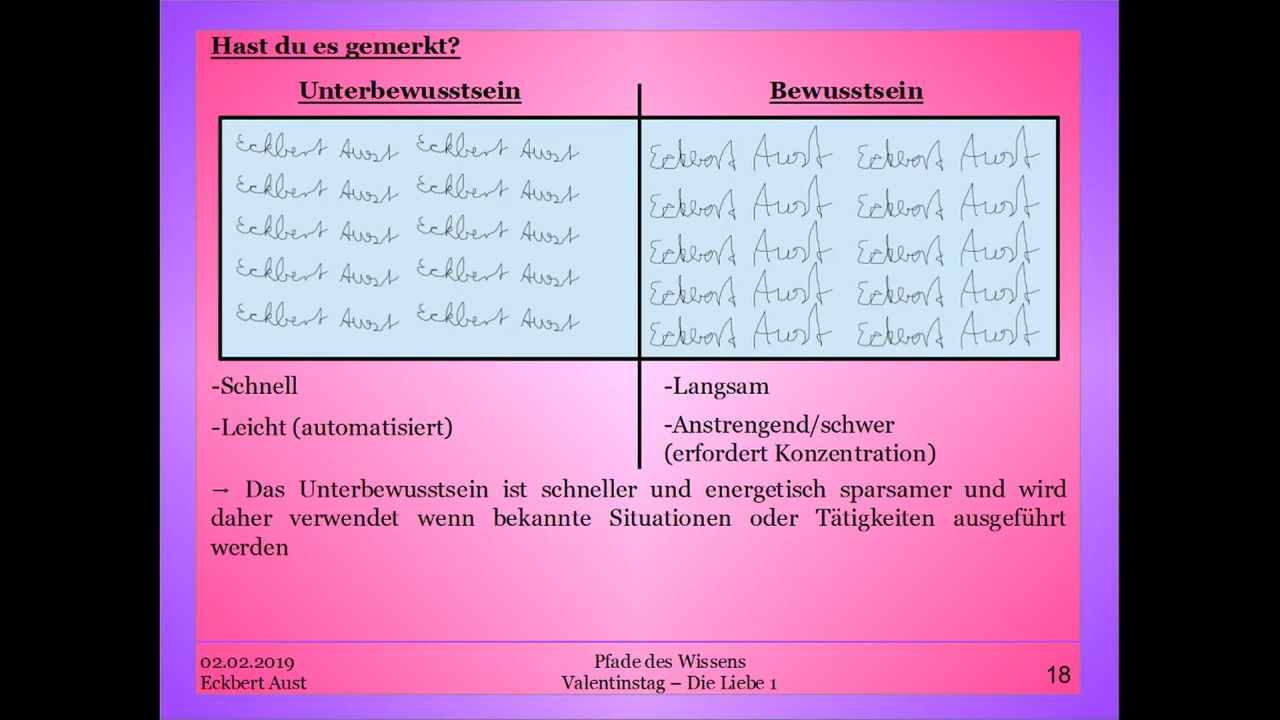 Hast du es gemerkt?
Unterbewusstsein
Bewusstsein
Eckbert Aust Eckbert Aust
Eckbert Aust Eckbert Aust
Eckbert Aust Eckbert Aust
Eckbert Aust Eckbert Aust
Eckbert Aust Eckbert Aust
Eckbert Aust Eckbert Aust
Eckbert Aust Eckbert Aust
Eckbert Aust Eckbert Aust
Eckbert Aust Eckbert Aust
Eckbert Aust Eckbert Aust
-Schnell
-Leicht (automatisiert)
-Langsam
-Anstrengend/schwer
(erfordert Konzentration)
→ Das Unterbewusstsein ist schneller und energetisch sparsamer und wird
daher verwendet wenn bekannte Situationen oder Tätigkeiten ausgeführt
werden
02.02.2019
Eckbert Aust
Pfade des Wissens
Valentinstag – Die Liebe 1
18